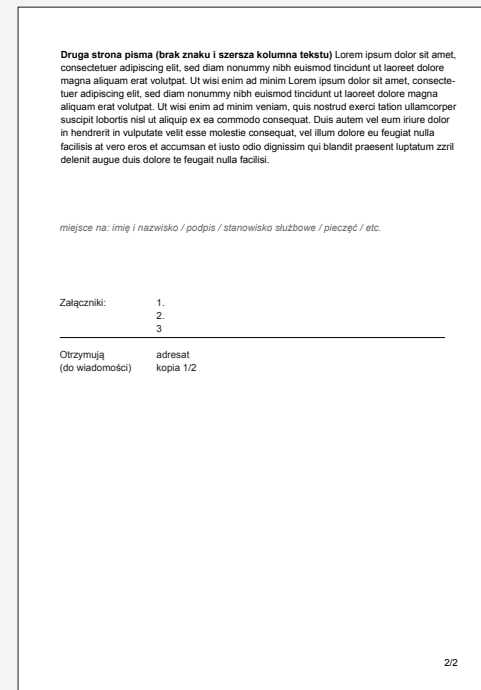 Druga strona pisma (brak znaku i szersza kolumna tekstu) Lorem ipsum dolor sit amet,
consectetuer adipiscing elit, sed diam nonummy nibh euismod tincidunt ut laoreet dolore
magna aliquam erat volutpat. Ut wisi enim ad minim Lorem ipsum dolor sit amet, consecte-
tuer adipiscing elit, sed diam nonummy nibh euismod tincidunt ut laoreet dolore magna
aliquam erat volutpat. Ut wisi enim ad minim veniam, quis nostrud exerci tation ullamcorper
suscipit lobortis nisl ut aliquip ex ea commodo consequat. Duis autem vel eum iriure dolor
in hendrerit in vulputate velit esse molestie consequat, vel illum dolore eu feugiat nulla
facilisis at vero eros et accumsan et iusto odio dignissim qui blandit praesent luptatum zzril
delenit augue duis dolore te feugait nulla facilisi.
miejsce na: imię i nazwisko / podpis / stanowisko służbowe / pieczęć / etc.
Załączniki: 1.
2.
3
Otrzymują adresat
(do wiadomości) kopia 1/2
2/2